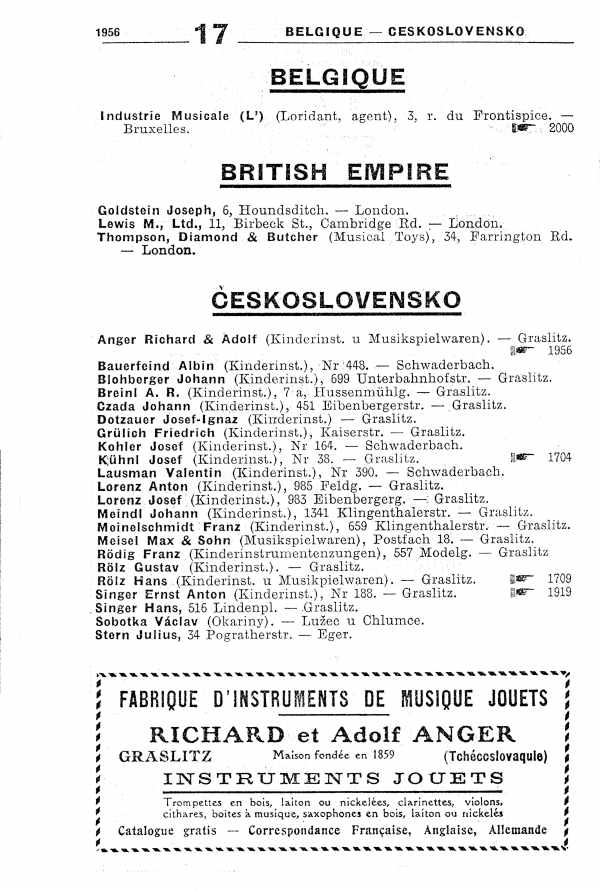 1956 17 BELGIQUE — CESKOSLOVENSKO
BELGIQUE
Industrie Musicale (L') (Loridant, agent), 3, r. du Frontispice. —
Bruxelles. 2000
BRITISH EMPIRE
Goldstein Joseph, 6, Houndsditch. — London.
Lewis M., Ltd., 11, Birbeck St., Cambridge Rd. — London.
Thompson, Diamond & Butcher (Musical Toys), 34, Farrington Rd.
— London.
ČESKOSLOVENSKO
Anger Richard & Adolf (Kinderinst. u Musikspielwaren). — Graslitz.
1956
Bauerfeind Albin (Kinderinst.), Nr 448. — Schwaderbach.
Blohberger Johann (Kinderinst.), 699 Unterbahnhofstr. — Graslitz.
Breinl A. R. (Kinderinst.), 7 a, Hussenmühlg. — Graslitz.
Czada Johann (Kinderinst.), 451 Eibenbergerstr. — Graslitz.
Dotzauer Josef-Ignaz (Kinderinst.) — Graslitz.
Grülich Friedrich (Kinderinst.), Kaiserstr. — Graslitz.
Kohler Josef (Kinderinst.), Nr 164. — Schwaderbach.
Kühnl Josef (Kinderinst.), Nr 38. — Graslitz. 1704
Lausman Valentin (Kinderinst.), Nr 390. — Schwaderbach.
Lorenz Anton (Kinderinst.), 985 Feldg. — Graslitz.
Lorenz Josef (Kinderinst.), 983 Eibenbergerg. — Graslitz.
Meindl Johann (Kinderinst.), 1341 Klingenthalerstr. — Graslitz.
Meinelschmidt Franz (Kinderinst.), 659 Klingenthalerstr. — Graslitz.
Meisel Max & Sohn (Musikspielwaren), Postfach 18. — Graslitz.
Rödig Franz (Kinderinstrumentenzungen), 557 Modelg. — Graslitz
Rölz Gustav (Kinderinst.). — Graslitz.
Rölz Hans (Kinderinst. u Musikpielwaren). — Graslitz. 1709
Singer Ernst Anton (Kinderinst.), Nr 188. — Graslitz. 1919
Singer Hans, 516 Lindenpl. — Graslitz.
Sobotka Václav (Okariny). — Lužec u Chlumce.
Stern Julius, 34 Pogratherstr. — Eger.
FABRIQUE D'INSTRUMENTS DE MUSIQUE JOUETS
RICHARD et Adolf ANGER
GRASLITZ Maison fondée en 1859 (Tchécoslovaquie)
INSTRUMENTS JOUETS
Trompettes en bois, laiton ou nickelées, clarinettes, violons,
cithares, boites à musique, saxophones en bois, laiton ou nickelés
Catalogue gratis — Correspondance Française, Anglaise, Allemande